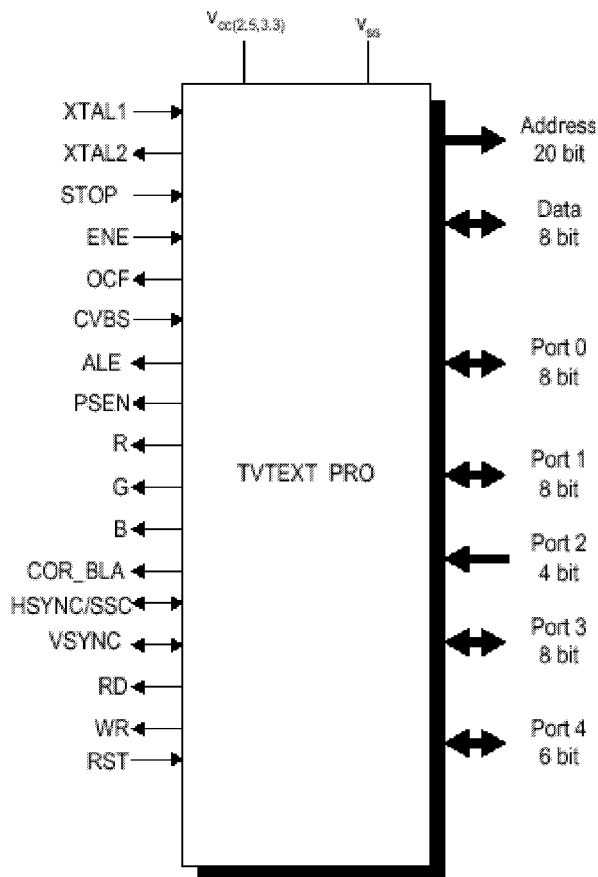 Vcc(2.5,3.3)
Vss
XTAL1
XTAL2
STOP
ENE
OCF
CVBS
ALE
PSEN
R
G
B
COR_BLA
HSYNC/SSC
VSYNC
RD
WR
RST
TVTEXT PRO
Address
20 bit
Data
8 bit
Port 0
8 bit
Port 1
8 bit
Port 2
4 bit
Port 3
8 bit
Port 4
6 bit